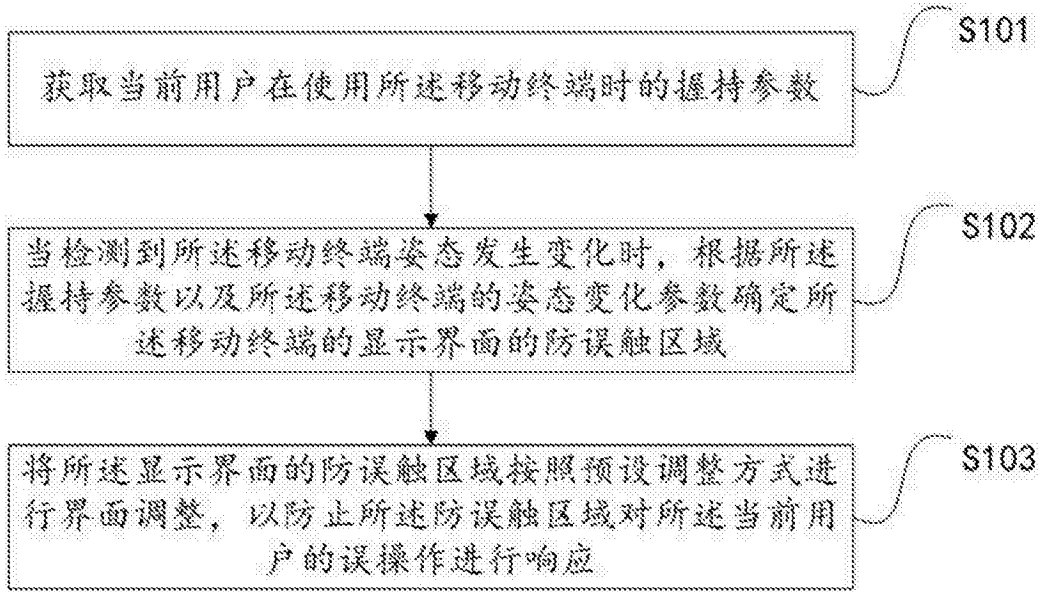 S101
获取当前用户在使用所述移动终端时的握持参数
S102
当检测到所述移动终端姿态发生变化时，根据所述
握持参数以及所述移动终端的姿态变化参数确定所
述移动终端的显示界面的防误触区域
S103
将所述显示界面的防误触区域按照预设调整方式进
行界面调整，以防止所述防误触区域对所述当前用
户的误操作进行响应